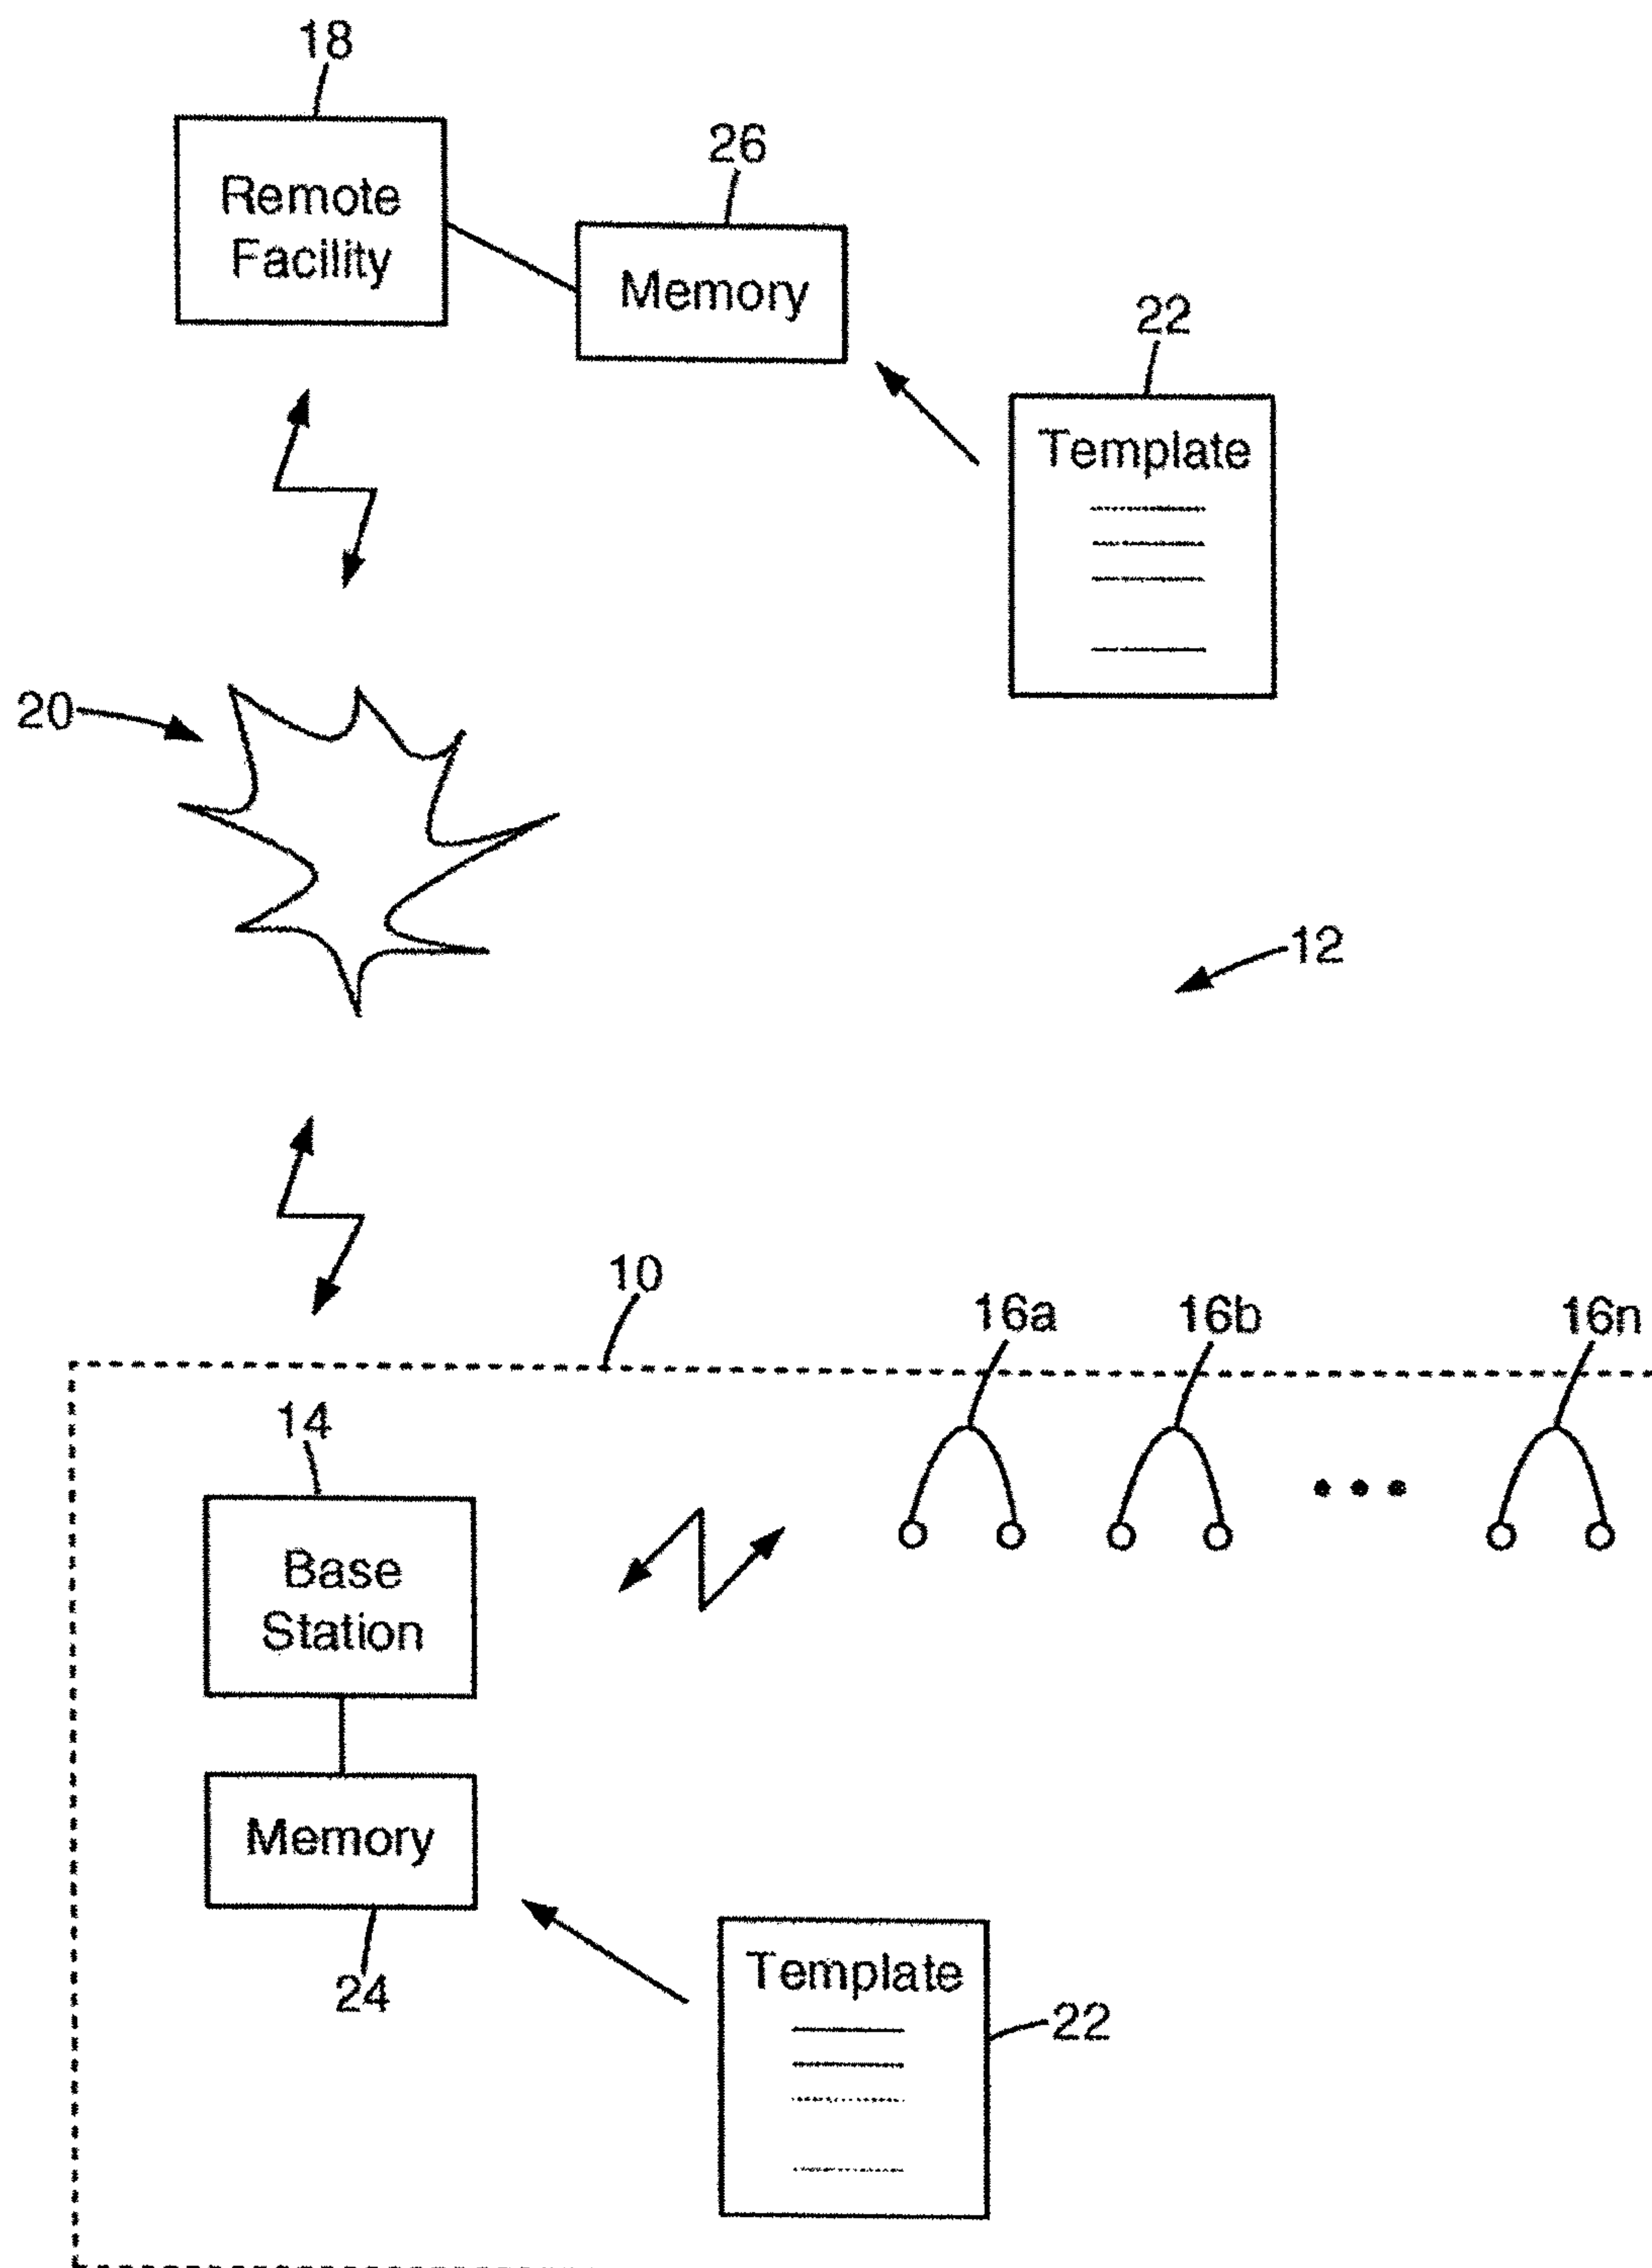 18
Remote
Facility
26
Memory
22
Template
20
12
10
16a
16b
16n
14
Base
Station
Memory
24
Template
22